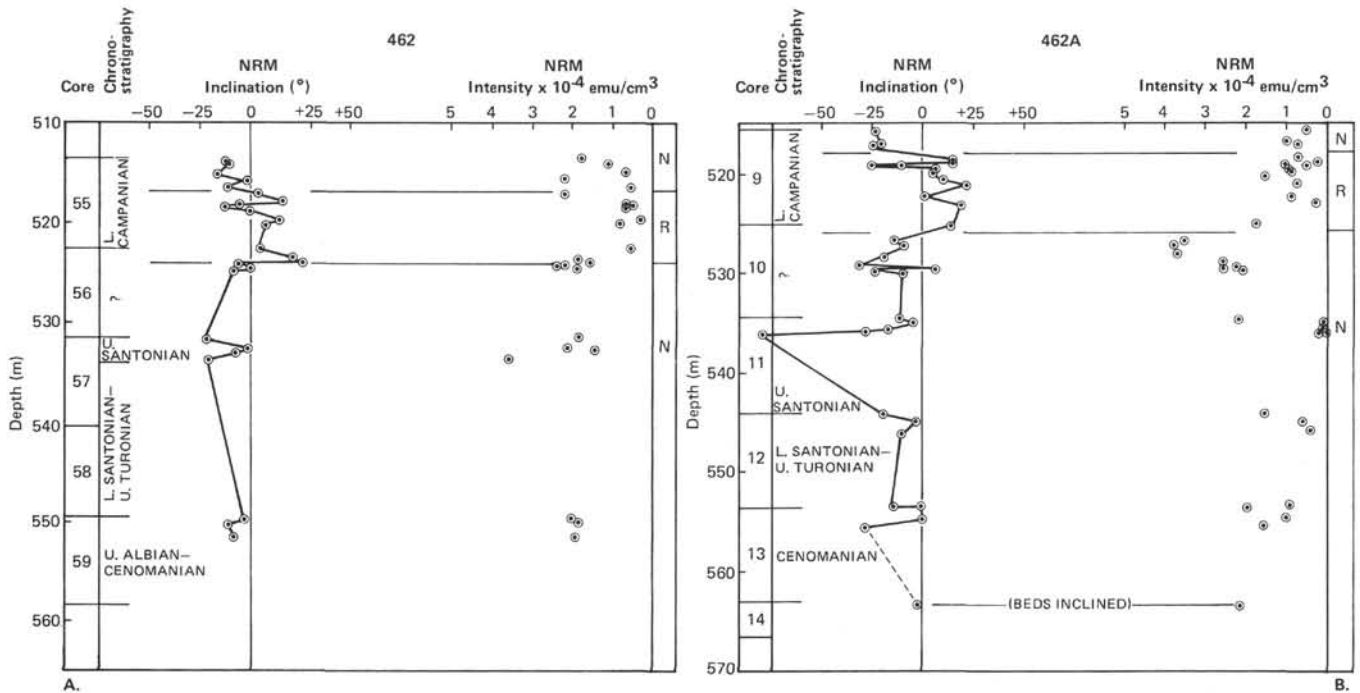 462
Core
Chrono-
stratigraphy
NRM
Inclination (°)
NRM
Intensity x 10-4 emu/cm3
−50 −25 0 +25 +50 5 4 3 2 1 0
Depth (m)
510
520
530
540
550
560
55
56
57
58
59
L. CAMPANIAN
?
U. SANTONIAN
L. SANTONIAN–
U. TURONIAN
U. ALBIAN–
CENOMANIAN
N
R
N
A.
462A
Core
Chrono-
stratigraphy
NRM
Inclination (°)
NRM
Intensity x 10-4 emu/cm3
−50 −25 0 +25 +50 5 4 3 2 1 0
Depth (m)
520
530
540
550
560
570
9
10
11
12
13
14
L. CAMPANIAN
?
U. SANTONIAN
L. SANTONIAN–
U. TURONIAN
CENOMANIAN
(BEDS INCLINED)
N
R
N
B.